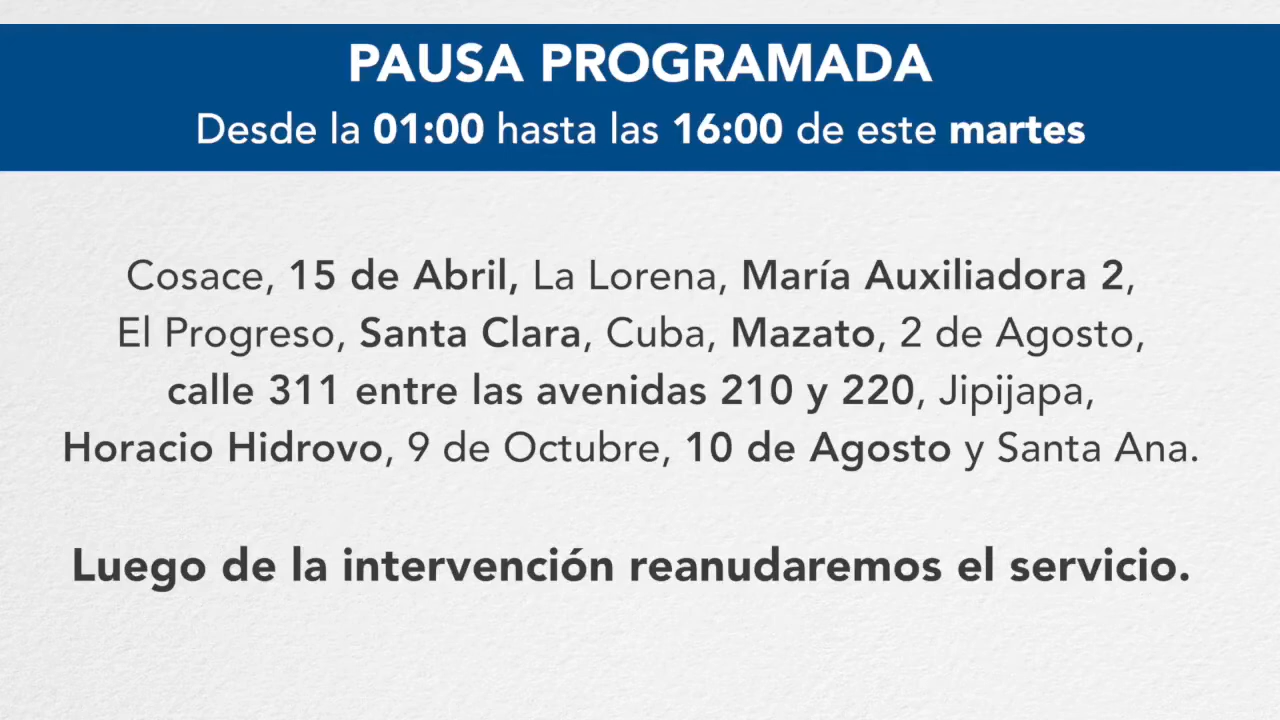 PAUSA PROGRAMADA
Desde la 01:00 hasta las 16:00 de este martes
Cosace, 15 de Abril, La Lorena, María Auxiliadora 2,
El Progreso, Santa Clara, Cuba, Mazato, 2 de Agosto,
calle 311 entre las avenidas 210 y 220, Jipijapa,
Horacio Hidrovo, 9 de Octubre, 10 de Agosto y Santa Ana.
Luego de la intervención reanudaremos el servicio.